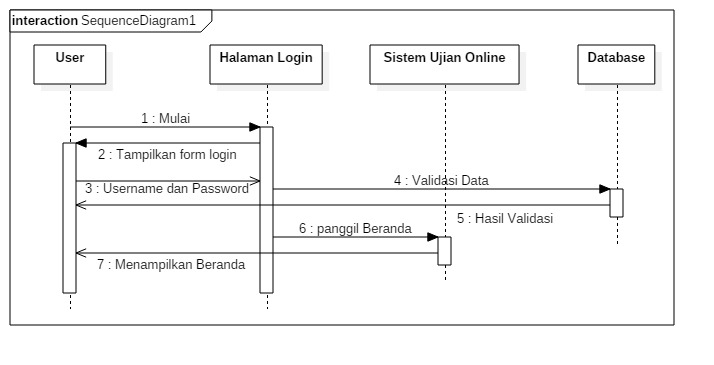 interaction SequenceDiagram1
User
Halaman Login
Sistem Ujian Online
Database
1 : Mulai
2 : Tampilkan form login
3 : Username dan Password
4 : Validasi Data
5 : Hasil Validasi
6 : panggil Beranda
7 : Menampilkan Beranda